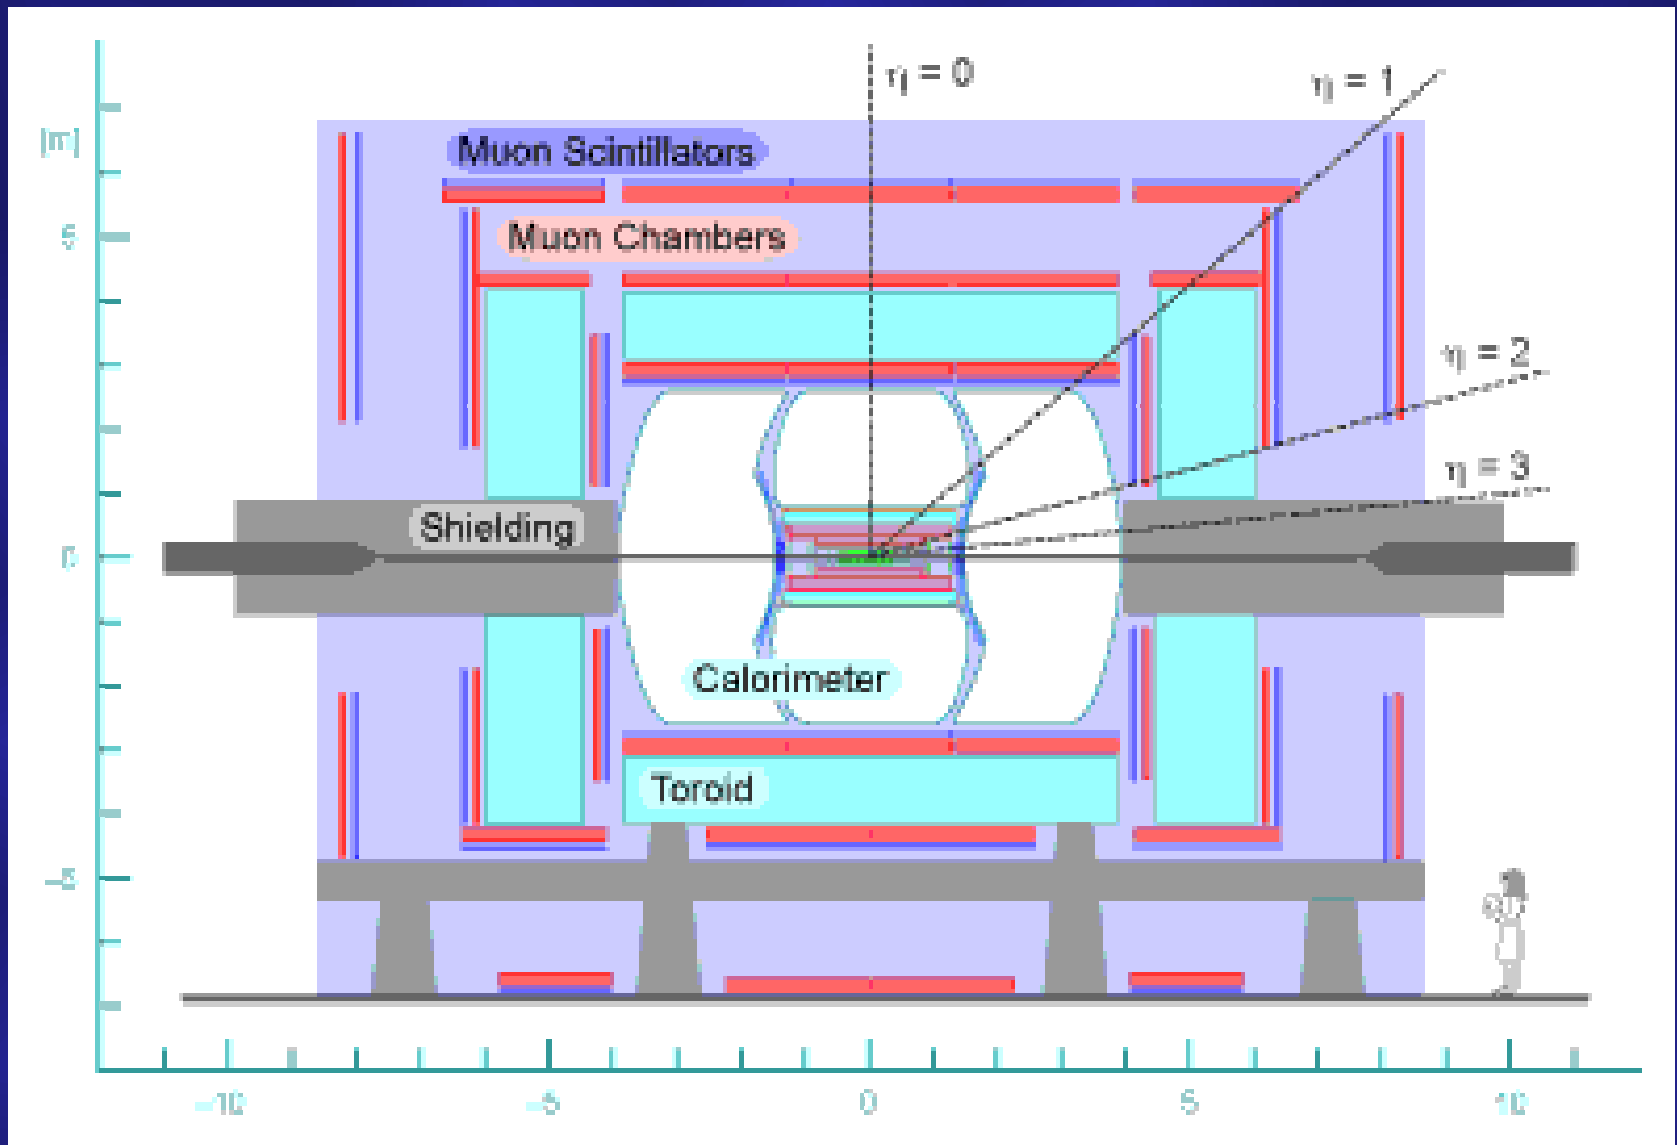 η = 0
η = 1
[m]
Muon Scintillators
5
Muon Chambers
η = 2
η = 3
Shielding
0
Calorimeter
Toroid
-5
-10
-5
0
5
10